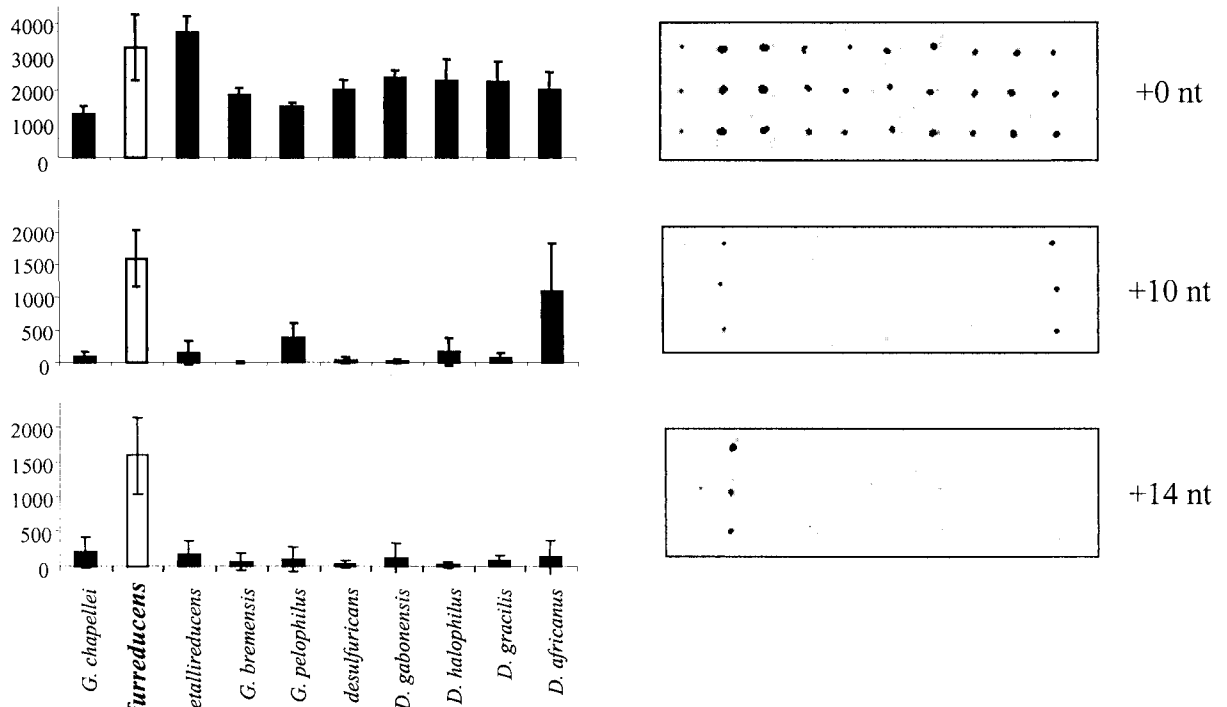 4000
3000
2000
1000
0
+0 nt
2000
1500
1000
500
0
+10 nt
2000
1500
1000
500
0
+14 nt
G. chapellei
furreducens
etallireducens
G. bremensis
G. pelophilus
desulfuricans
D. gabonensis
D. halophilus
D. gracilis
D. africanus